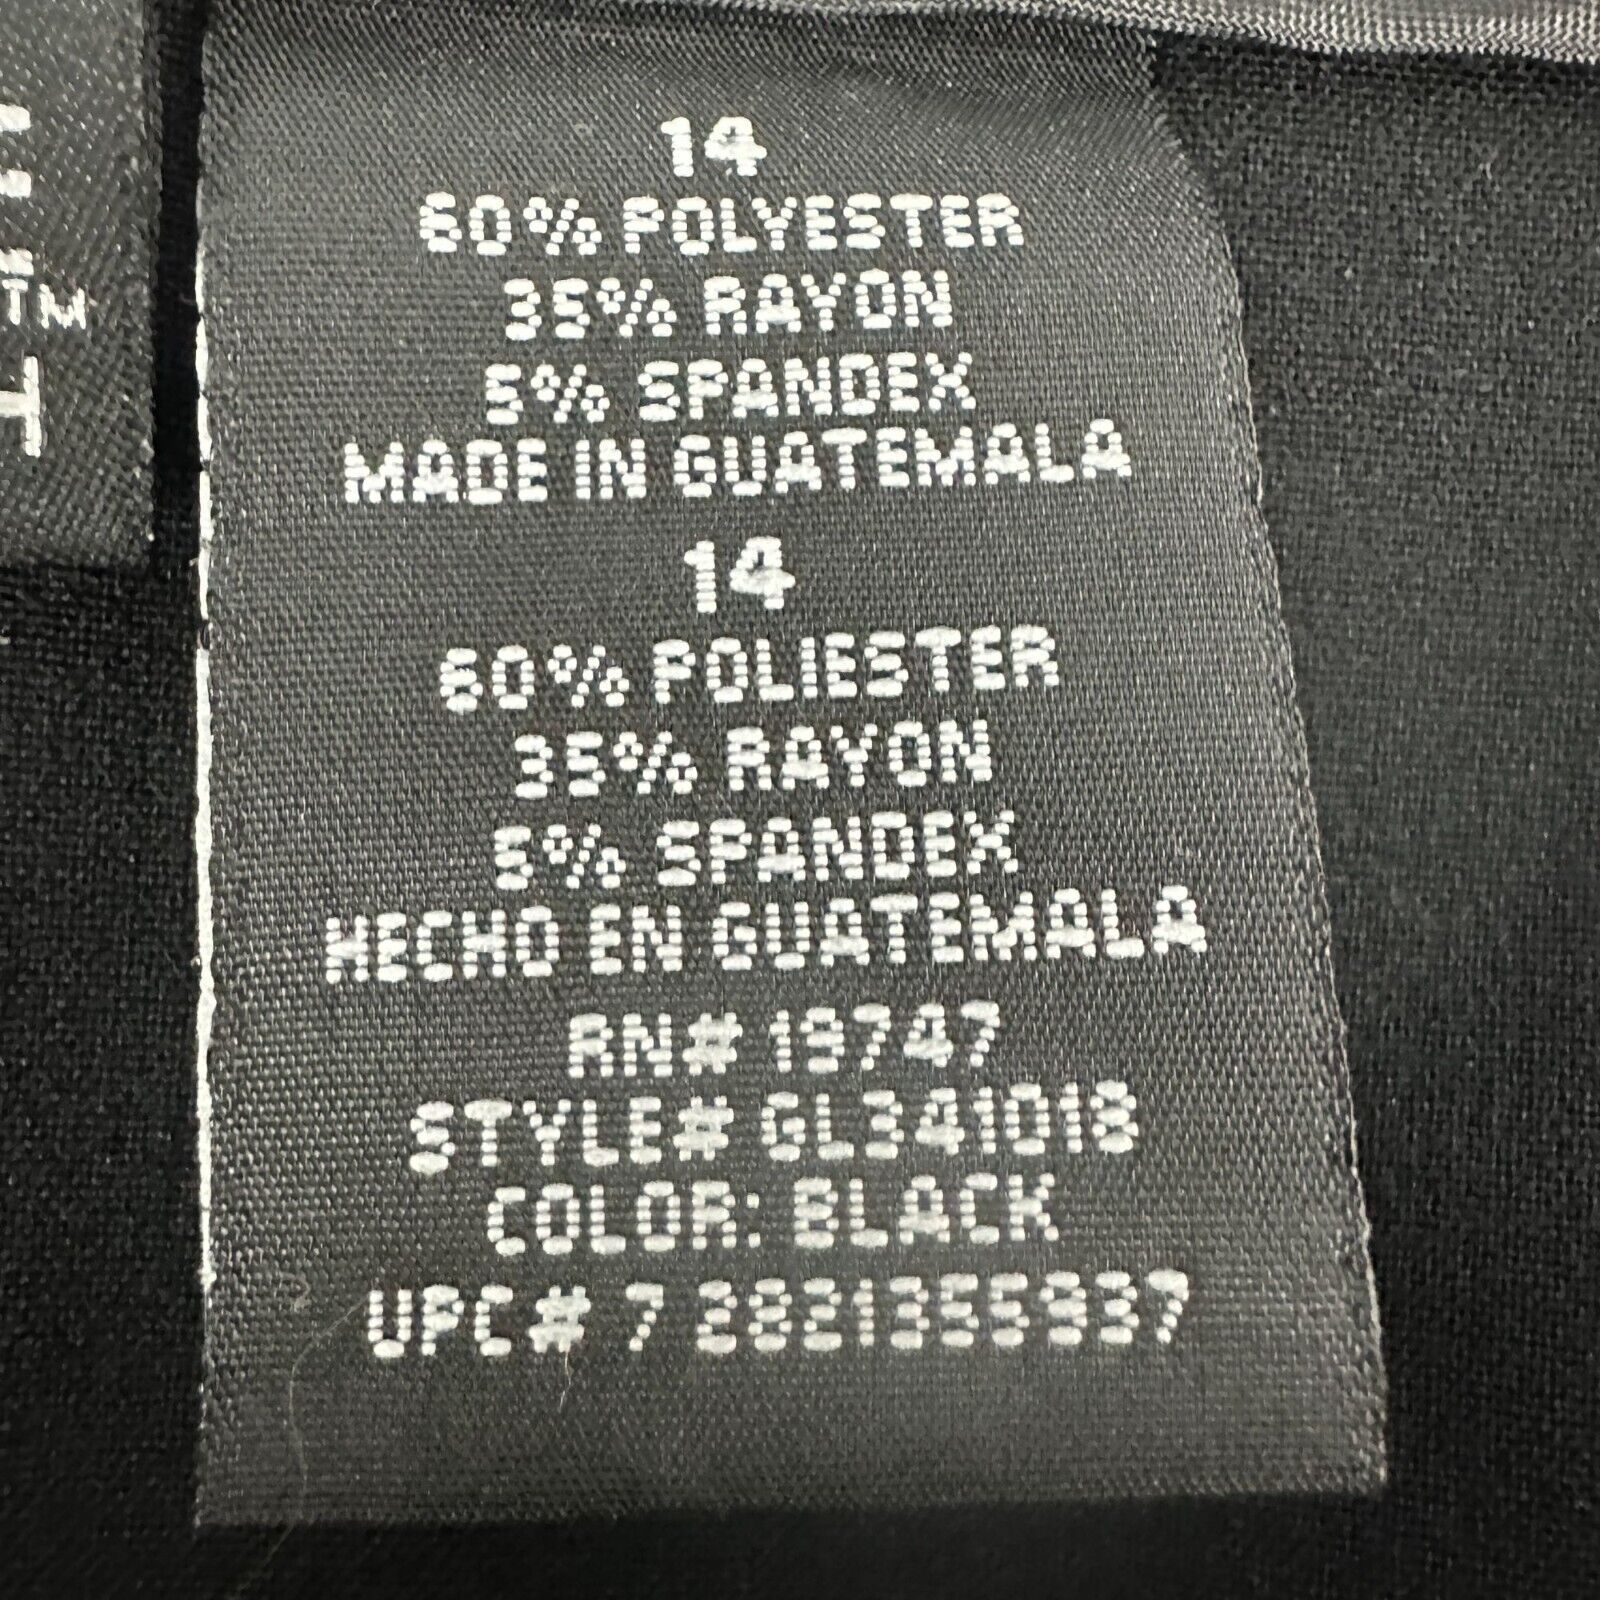 14
60% POLYESTER
35% RAYON
5% SPANDEX
MADE IN GUATEMALA
14
60% POLIESTER
35% RAYON
5% SPANDEX
HECHO EN GUATEMALA
RN# 19747
STYLE# GL341018
COLOR: BLACK
UPC# 7 2821355937
TM
T